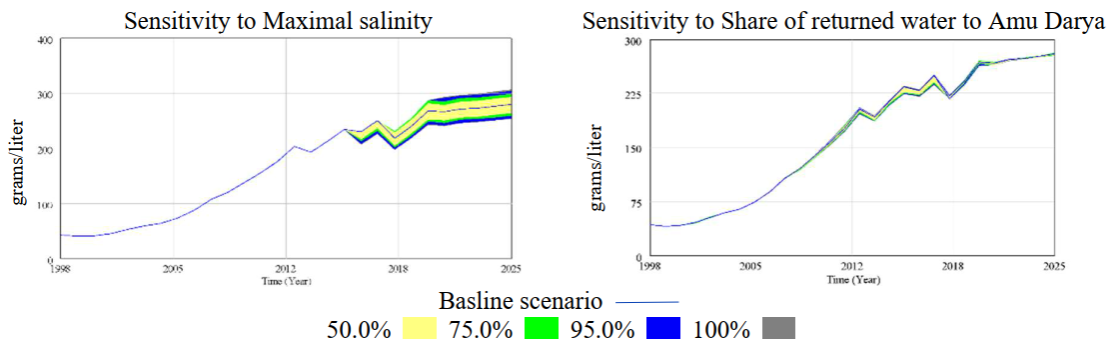 Sensitivity to Maximal salinity
400
300
200
100
0
grams/liter
1998 2005 2012 2018 2025
Time (Year)
Sensitivity to Share of returned water to Amu Darya
300
225
150
75
0
grams/liter
1998 2005 2012 2018 2025
Time (Year)
Basline scenario
50.0% 75.0% 95.0% 100%